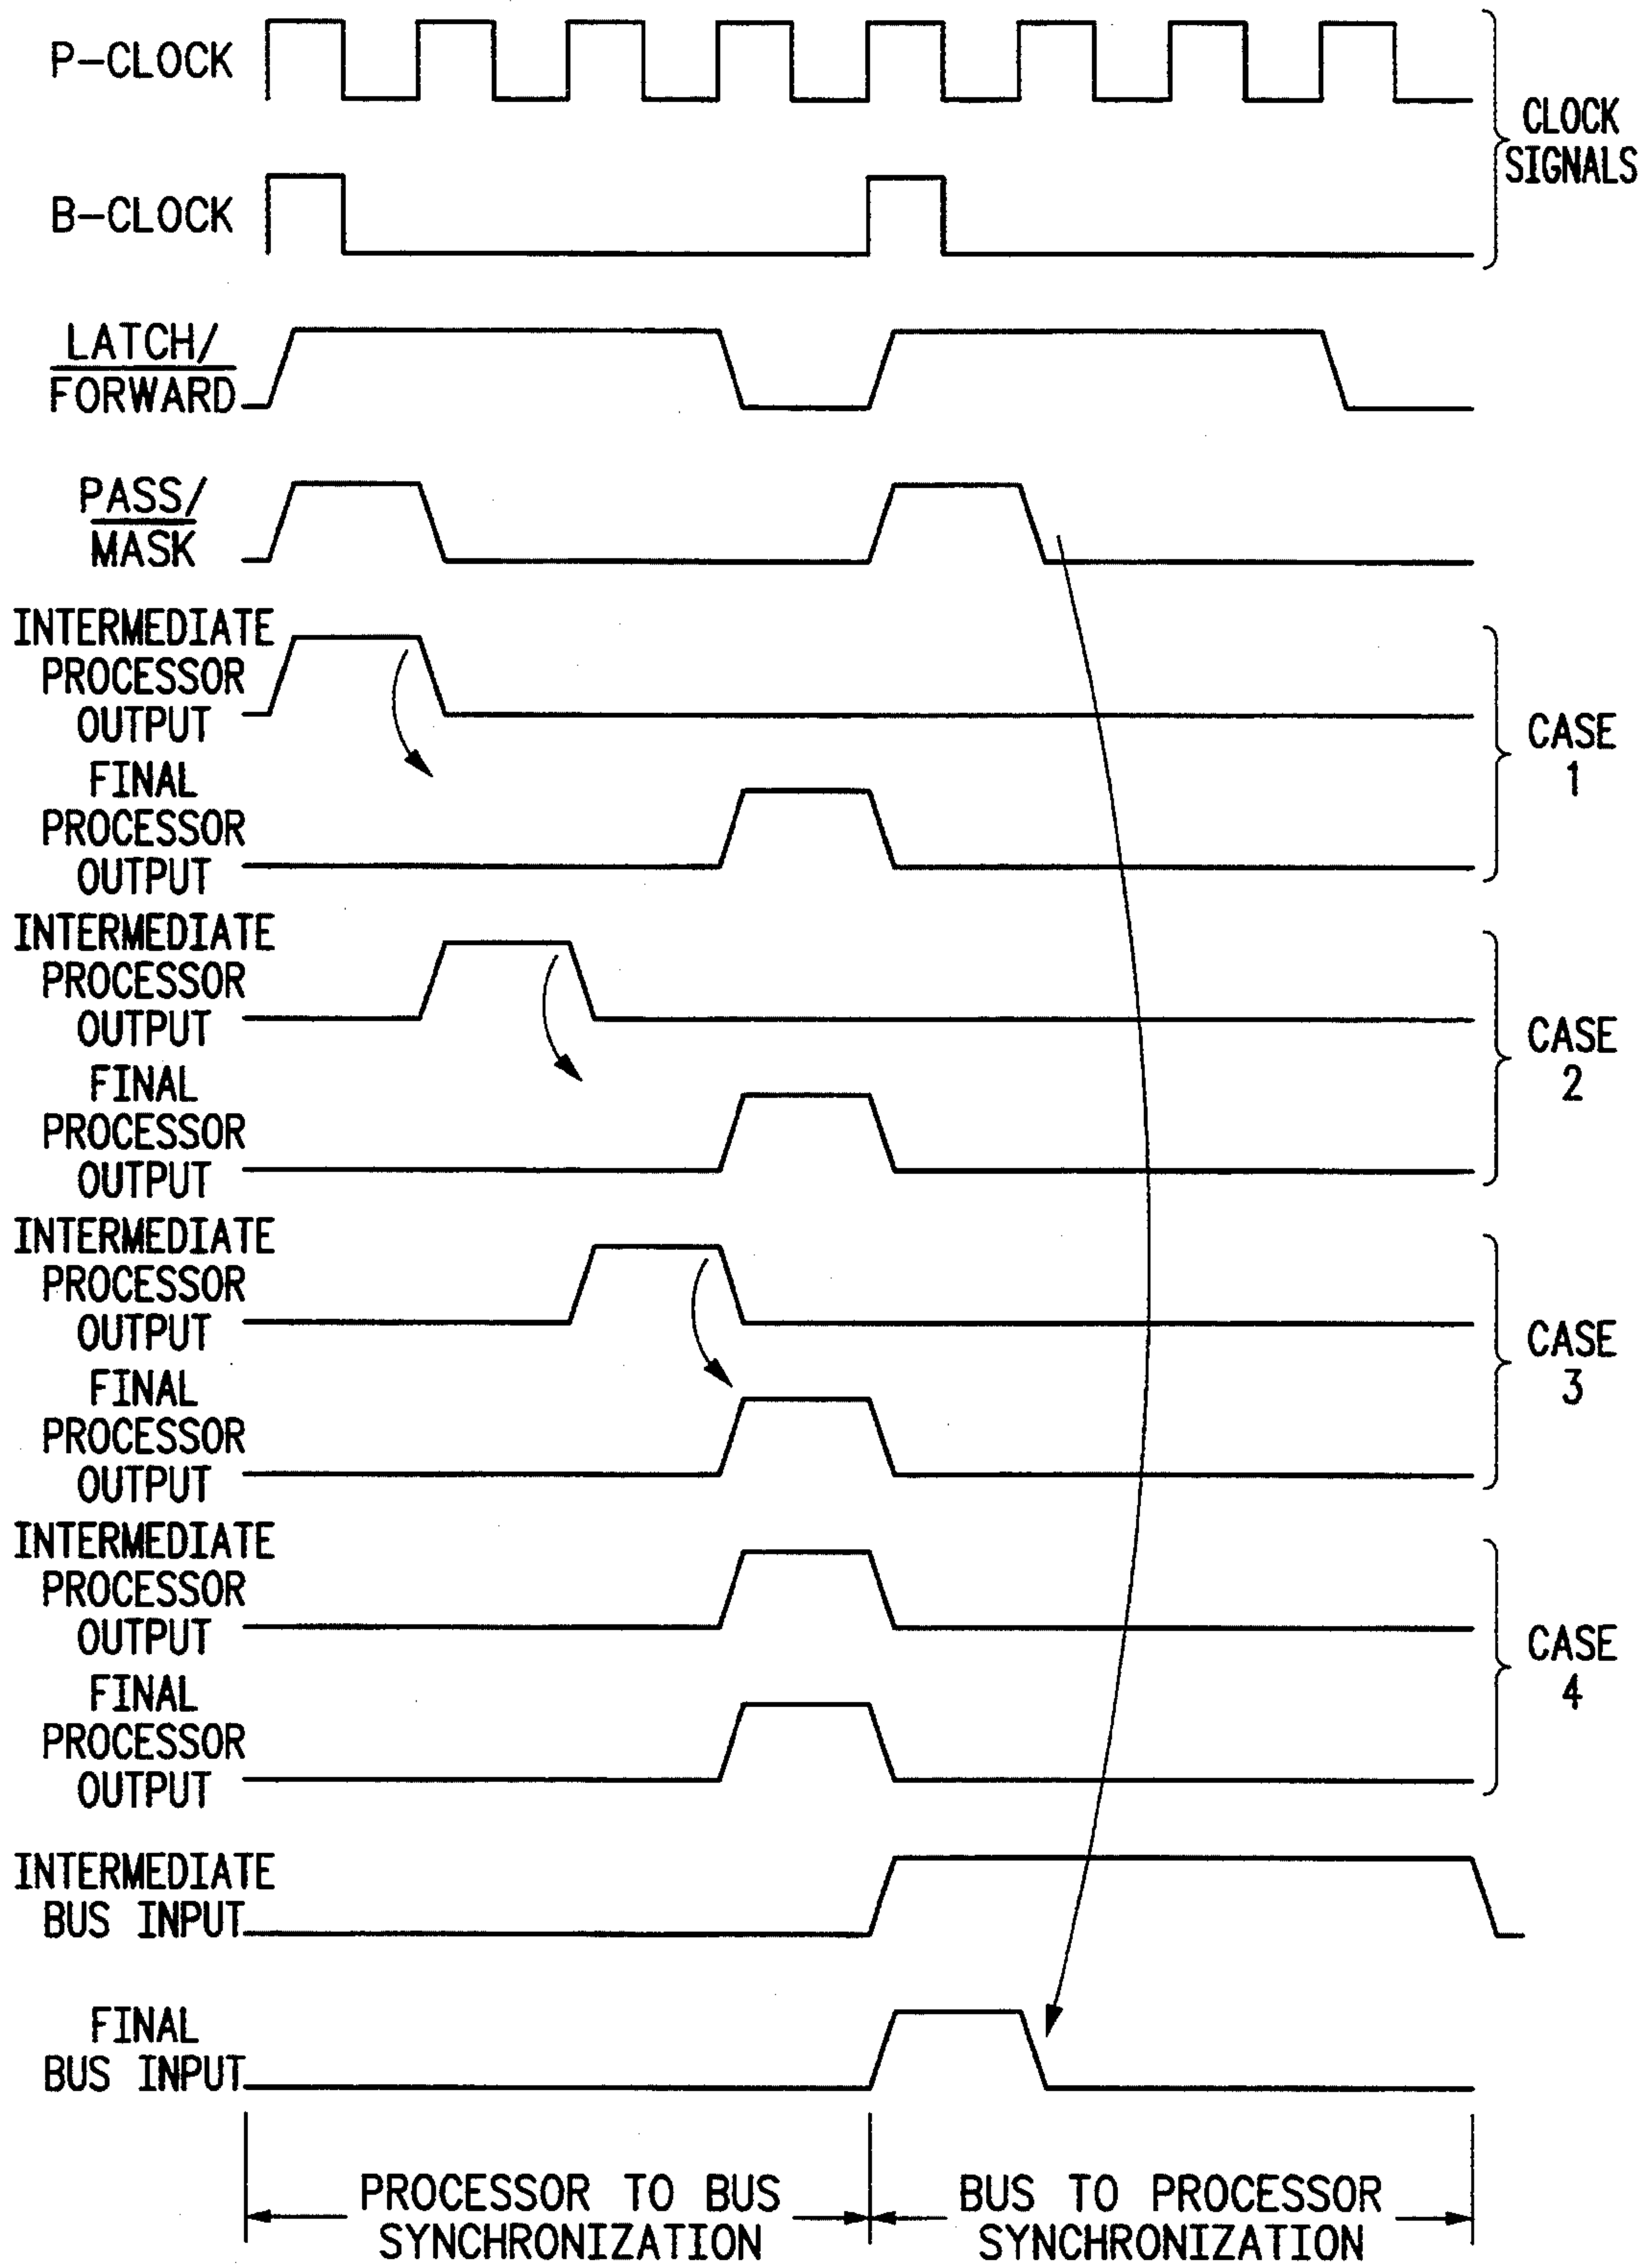 P-CLOCK
B-CLOCK
CLOCK
SIGNALS
LATCH/
FORWARD
PASS/
MASK
INTERMEDIATE
PROCESSOR
OUTPUT
FINAL
PROCESSOR
OUTPUT
CASE
1
INTERMEDIATE
PROCESSOR
OUTPUT
FINAL
PROCESSOR
OUTPUT
CASE
2
INTERMEDIATE
PROCESSOR
OUTPUT
FINAL
PROCESSOR
OUTPUT
CASE
3
INTERMEDIATE
PROCESSOR
OUTPUT
FINAL
PROCESSOR
OUTPUT
CASE
4
INTERMEDIATE
BUS INPUT
FINAL
BUS INPUT
PROCESSOR TO BUS
SYNCHRONIZATION
BUS TO PROCESSOR
SYNCHRONIZATION